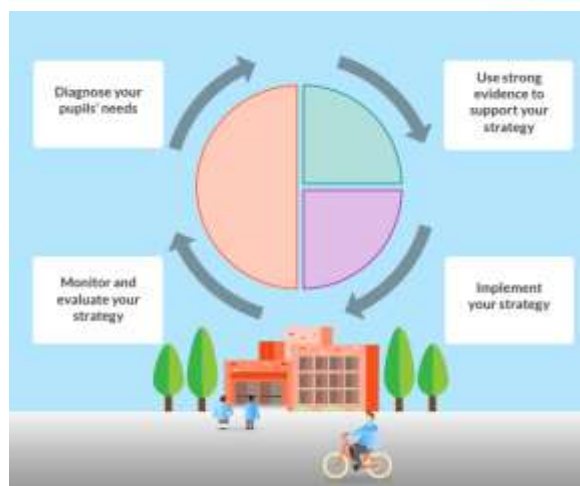 Diagnose your
pupils' needs
Use strong
evidence to
support your
strategy
Monitor and
evaluate your
strategy
Implement
your strategy